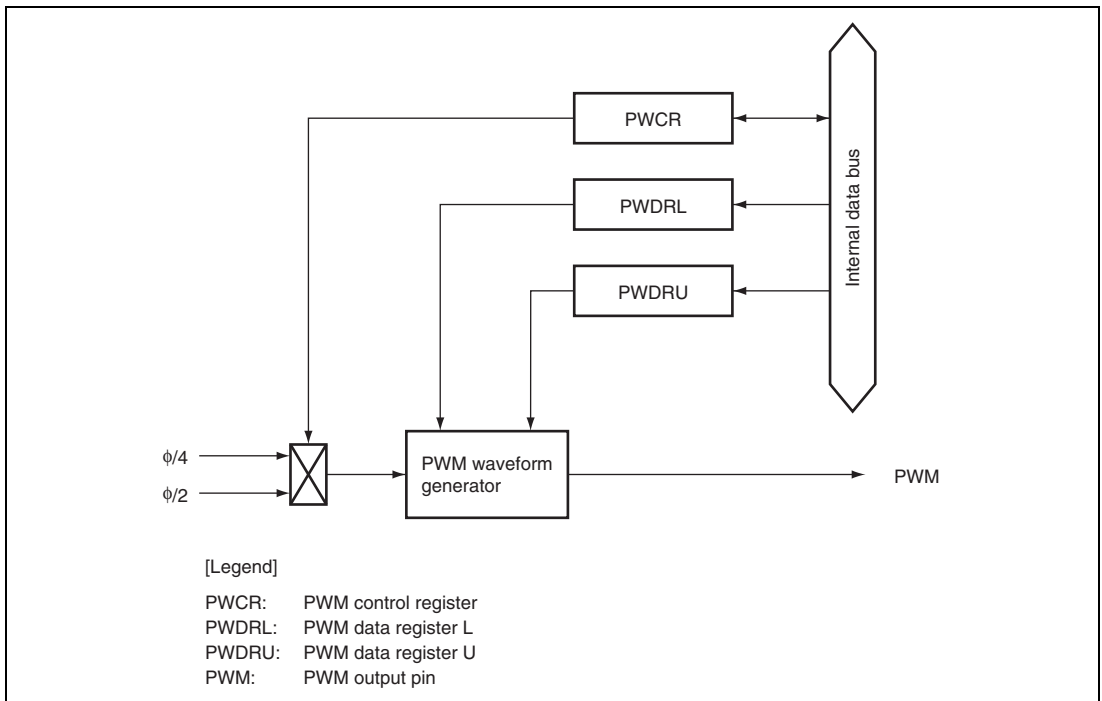 PWCR
PWDRL
PWDRU
Internal data bus
ϕ/4
ϕ/2
PWM waveform
generator
PWM
[Legend]
PWCR: PWM control register
PWDRL: PWM data register L
PWDRU: PWM data register U
PWM: PWM output pin